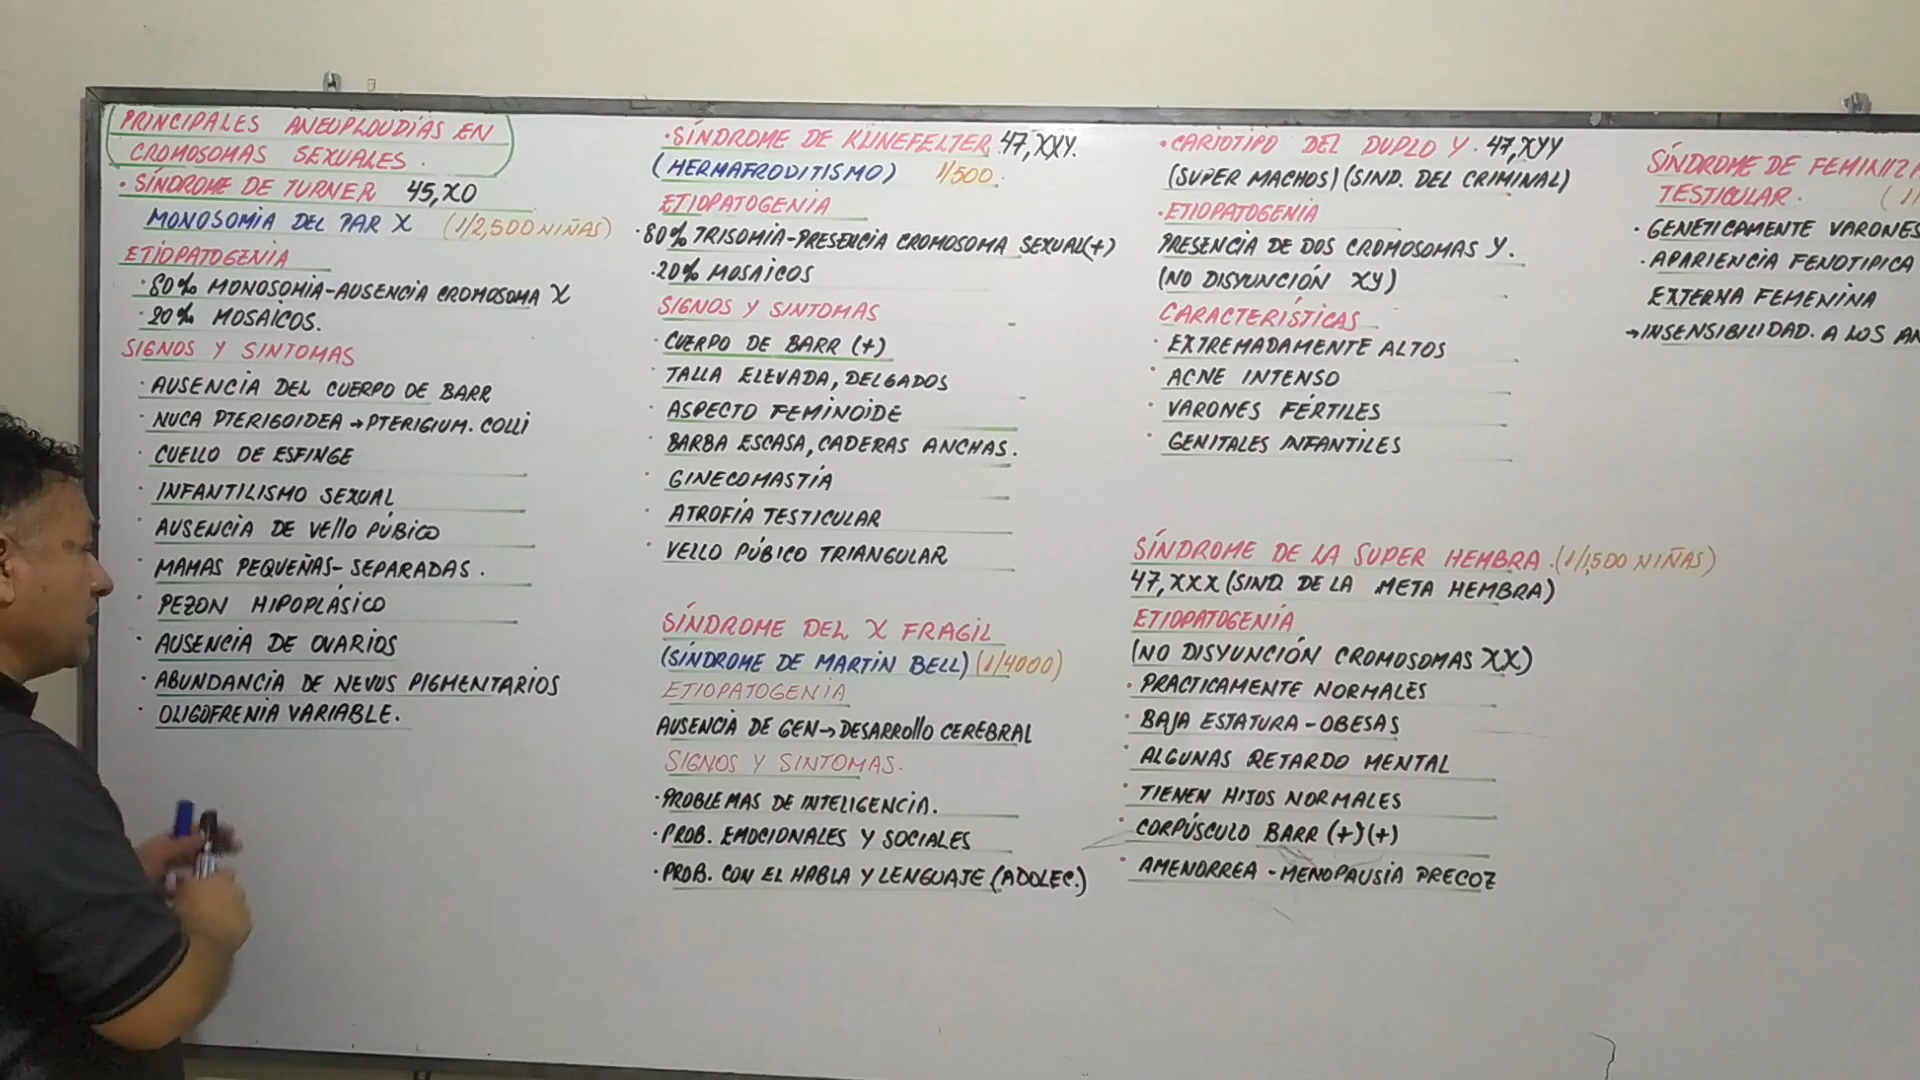 PRINCIPALES ANEUPLOUDÍAS EN
CROMOSOMAS SEXUALES.
· SÍNDROME DE TURNER 45,XO
MONOSOMÍA DEL PAR X (1/2,500 NIÑAS)
ETIOPATOGENIA
· 80% MONOSOMÍA-AUSENCIA CROMOSOMA X
· 20% MOSAICOS.
SIGNOS Y SINTOMAS
· AUSENCIA DEL CUERPO DE BARR
· NUCA PTERIGOIDEA → PTERIGIUM. COLLI
· CUELLO DE ESFINGE
· INFANTILISMO SEXUAL
· AUSENCIA DE VELLO PÚBICO
· MAMAS PEQUEÑAS- SEPARADAS.
· PEZON HIPOPLÁSICO
· AUSENCIA DE OVARIOS
· ABUNDANCIA DE NEVUS PIGMENTARIOS
· OLIGOFRENIA VARIABLE.
· SÍNDROME DE KLINEFELTER 47,XXY.
(HERMAFRODITISMO) 1/500.
ETIOPATOGENIA
· 80% TRISOMÍA-PRESENCIA CROMOSOMA SEXUAL(+)
· 20% MOSAICOS
SIGNOS Y SINTOMAS
· CUERPO DE BARR (+)
· TALLA ELEVADA, DELGADOS
· ASPECTO FEMINOIDE
· BARBA ESCASA, CADERAS ANCHAS.
· GINECOMASTÍA
· ATROFÍA TESTICULAR
· VELLO PÚBICO TRIANGULAR
SÍNDROME DEL X FRAGIL
(SÍNDROME DE MARTIN BELL) (1/4000)
ETIOPATOGENIA
AUSENCIA DE GEN → DESARROLLO CEREBRAL
SIGNOS Y SINTOMAS.
· PROBLEMAS DE INTELIGENCIA.
· PROB. EMOCIONALES Y SOCIALES
· PROB. CON EL HABLA Y LENGUAJE (ADOLEC.)
· CARIOTIPO DEL DUPLO Y. 47,XYY
(SUPER MACHOS) (SIND. DEL CRIMINAL)
· ETIOPATOGENIA
PRESENCIA DE DOS CROMOSOMAS Y.
(NO DISYUNCIÓN XY)
CARACTERÍSTICAS
· EXTREMADAMENTE ALTOS
· ACNE INTENSO
· VARONES FÉRTILES
· GENITALES INFANTILES
SÍNDROME DE LA SUPER HEMBRA. (1/1,500 NIÑAS)
47,XXX (SIND. DE LA META HEMBRA)
ETIOPATOGENÍA
(NO DISYUNCIÓN CROMOSOMAS XX)
· PRACTICAMENTE NORMALES
· BAJA ESTATURA - OBESAS
· ALGUNAS RETARDO MENTAL
· TIENEN HIJOS NORMALES
· CORPÚSCULO BARR (+)(+)
· AMENORREA - MENOPAUSIA PRECOZ
SÍNDROME DE
TESTICULAR.
· GENÉTICAMENTE VARONES
· APARIENCIA FENOTIPICA
EXTERNA FEMENINA
→ INSENSIBILIDAD. A LOS